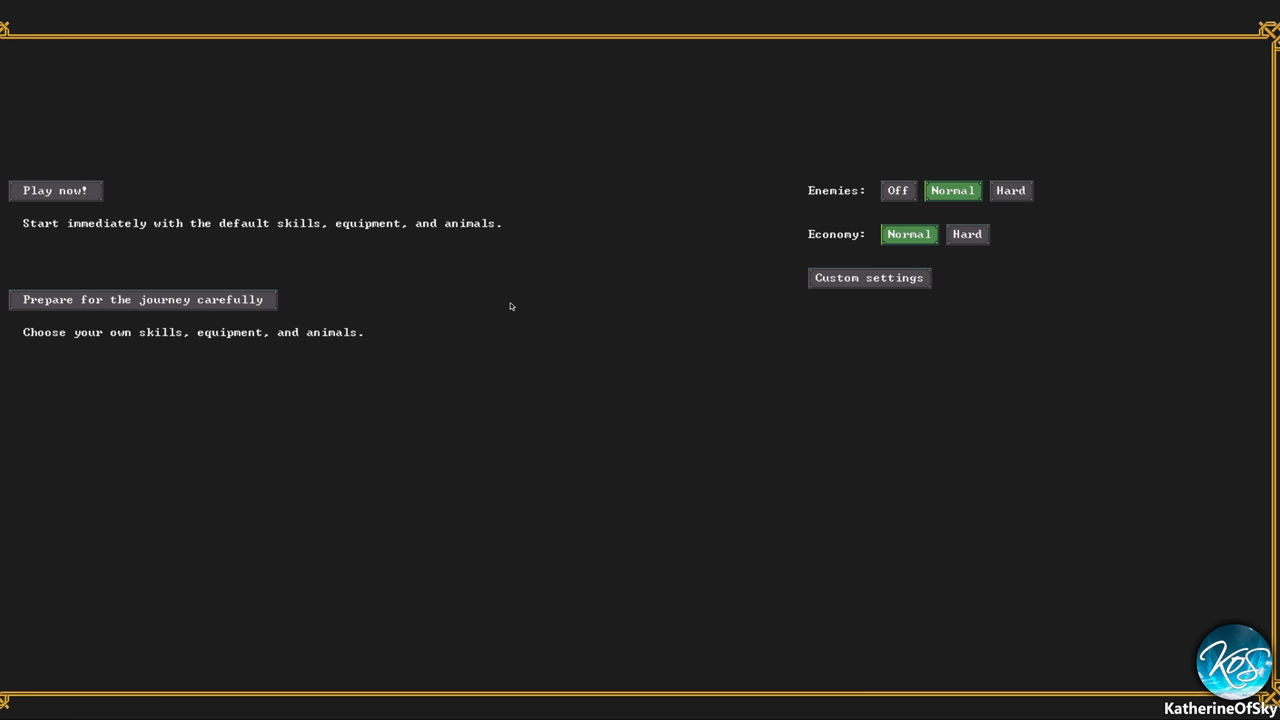 Play now!
Start immediately with the default skills, equipment, and animals.
Prepare for the journey carefully
Choose your own skills, equipment, and animals.
Enemies: Off Normal Hard
Economy: Normal Hard
Custom settings
KOS
KatherineOfSky